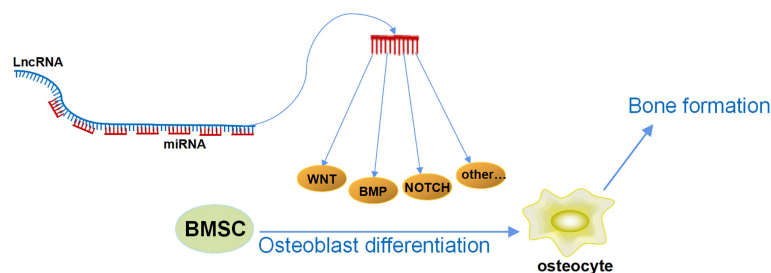 LncRNA
miRNA
WNT
BMP
NOTCH
other...
Bone formation
BMSC
Osteoblast differentiation
osteocyte